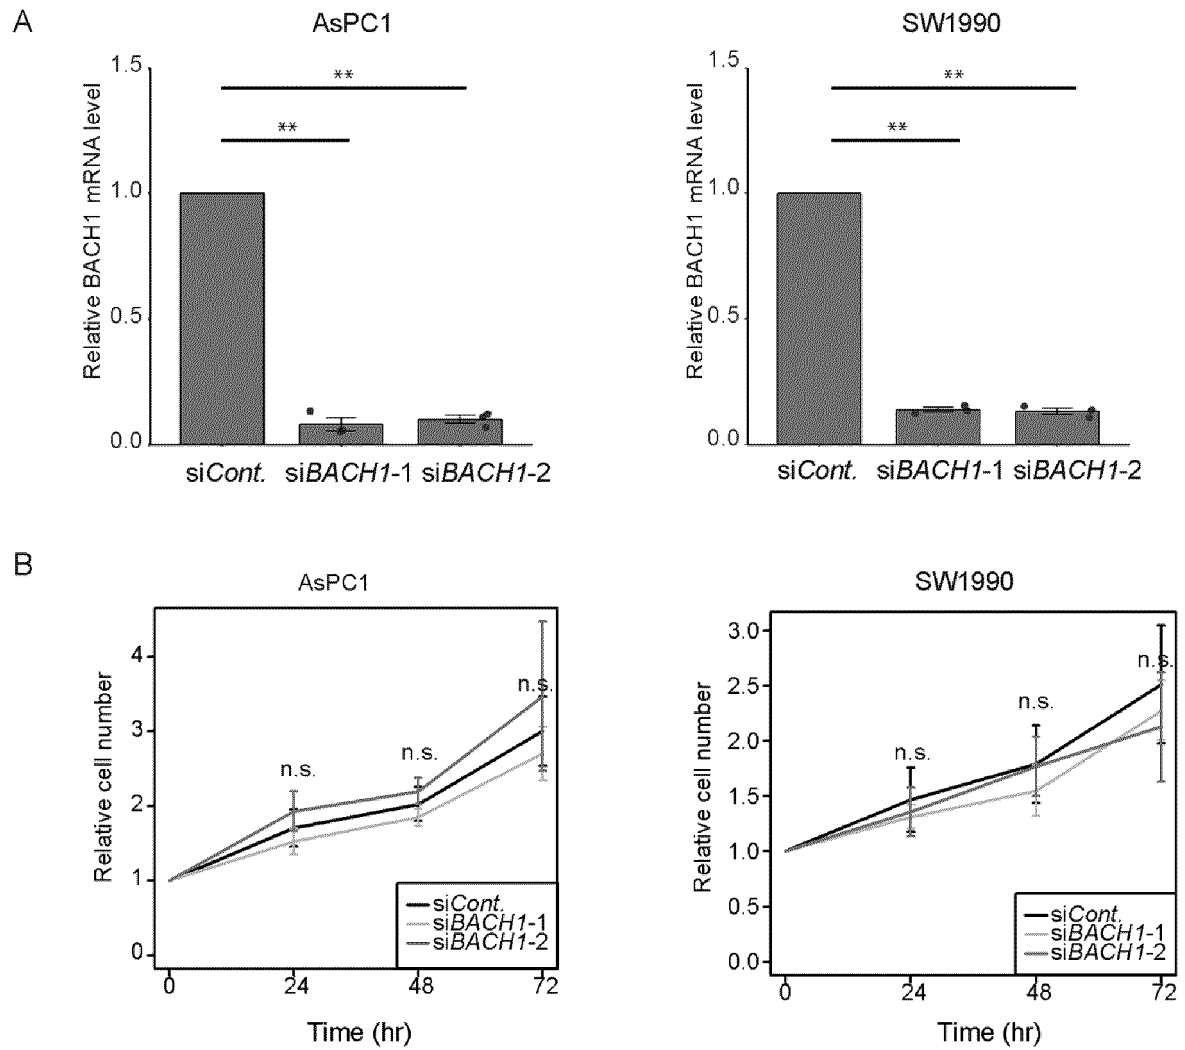 A
AsPC1
Relative BACH1 mRNA level
1.5
1.0
0.5
0.0
**
**
siCont.
siBACH1-1
siBACH1-2
SW1990
Relative BACH1 mRNA level
1.5
1.0
0.5
0.0
**
**
siCont.
siBACH1-1
siBACH1-2
B
AsPC1
Relative cell number
4
3
2
1
0
n.s.
n.s.
n.s.
siCont.
siBACH1-1
siBACH1-2
0
24
48
72
Time (hr)
SW1990
Relative cell number
3.0
2.5
2.0
1.5
1.0
0.5
0.0
n.s.
n.s.
n.s.
siCont.
siBACH1-1
siBACH1-2
0
24
48
72
Time (hr)